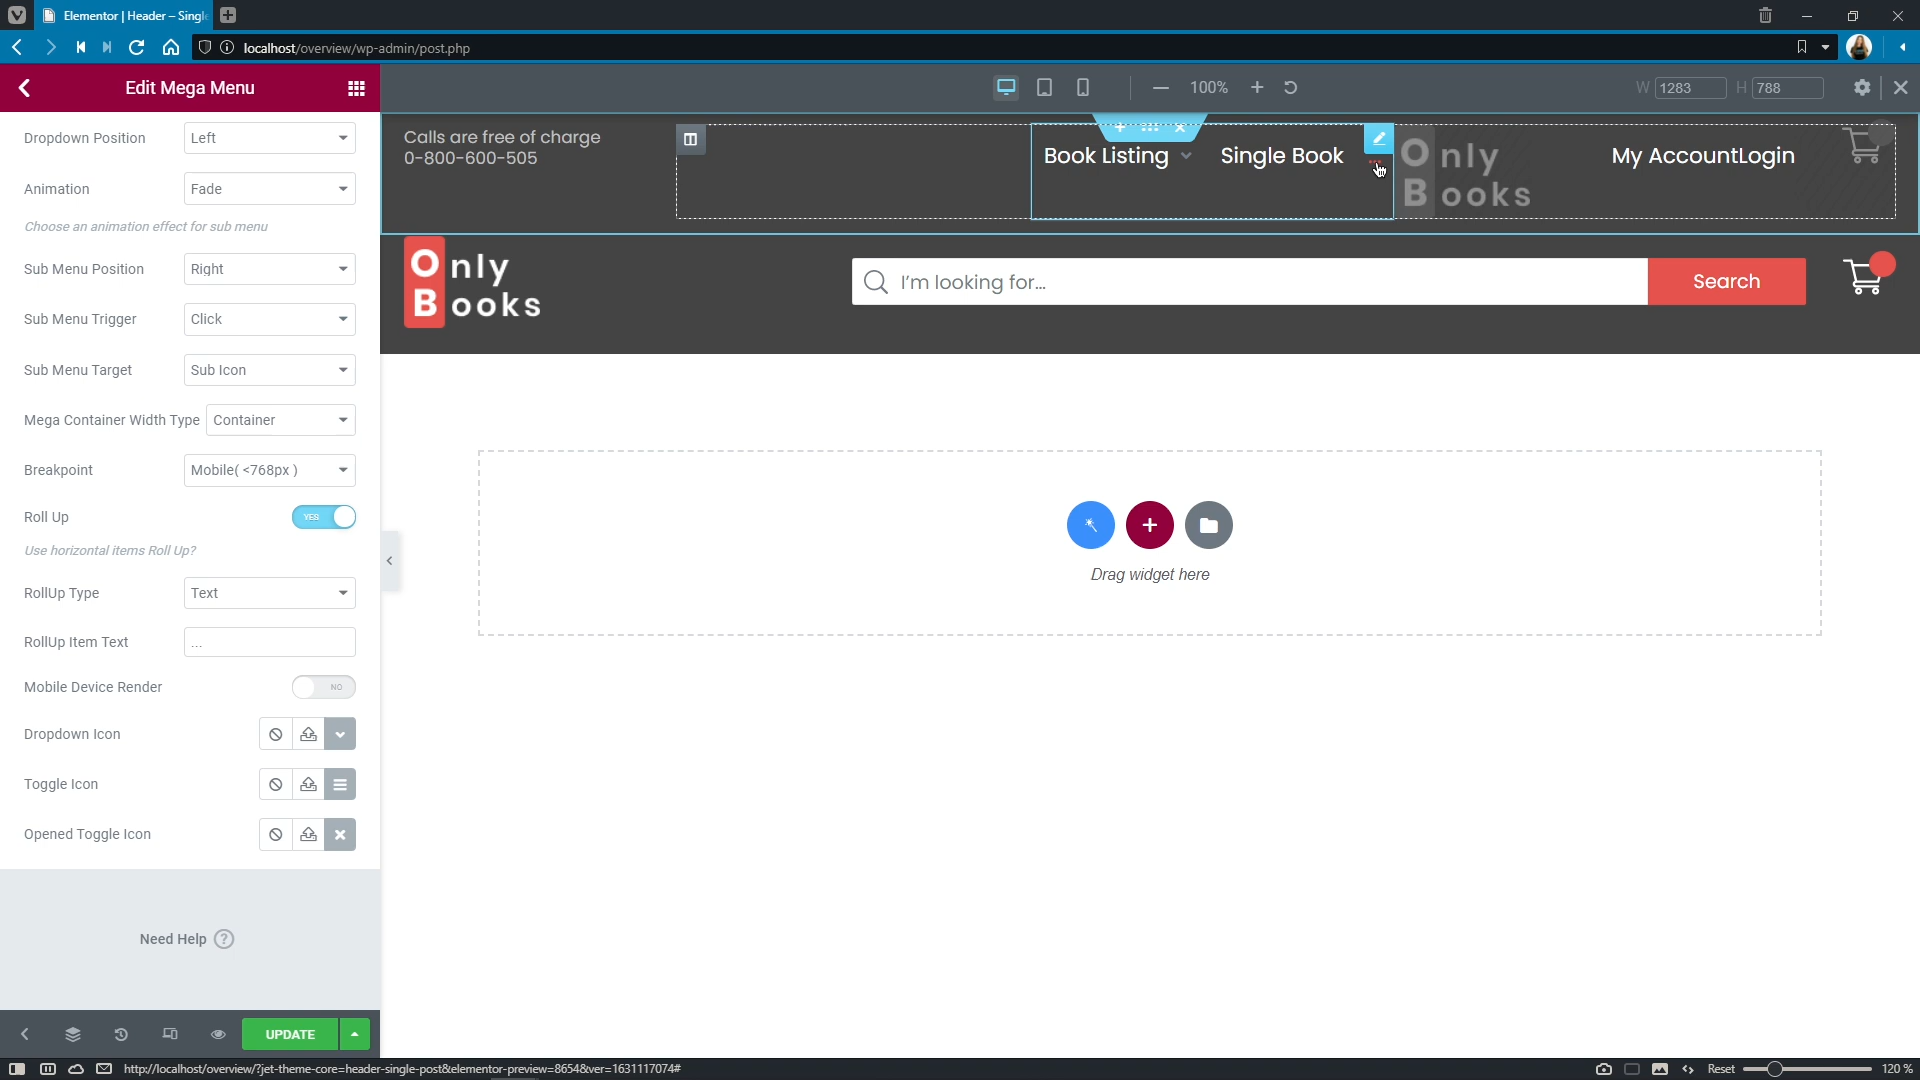 Elementor | Header – Singl
localhost/overview/wp-admin/post.php
Edit Mega Menu
100%
W 1283 H 788
Dropdown Position Left
Animation Fade
Choose an animation effect for sub menu
Sub Menu Position Right
Sub Menu Trigger Click
Sub Menu Target Sub Icon
Mega Container Width Type Container
Breakpoint Mobile( <768px )
Roll Up YES
Use horizontal items Roll Up?
RollUp Type Text
RollUp Item Text ...
Mobile Device Render NO
Dropdown Icon
Toggle Icon
Opened Toggle Icon
Need Help ?
UPDATE
Calls are free of charge
0-800-600-505
Book Listing Single Book ...
Only
Books
My AccountLogin
Only
Books
I'm looking for...
Search
Drag widget here
http://localhost/overview/?jet-theme-core=header-single-post&elementor-preview=8654&ver=1631117074#
Reset 120 %